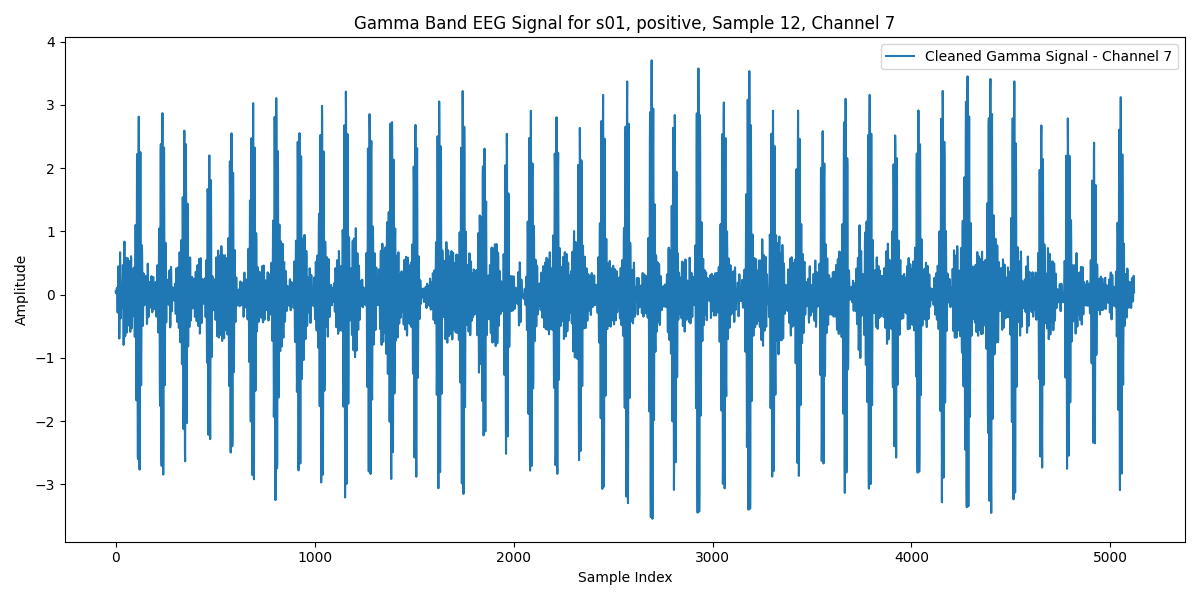 Gamma Band EEG Signal for s01, positive, Sample 12, Channel 7
Cleaned Gamma Signal - Channel 7
Amplitude
4
3
2
1
0
−1
−2
−3
0 1000 2000 3000 4000 5000
Sample Index